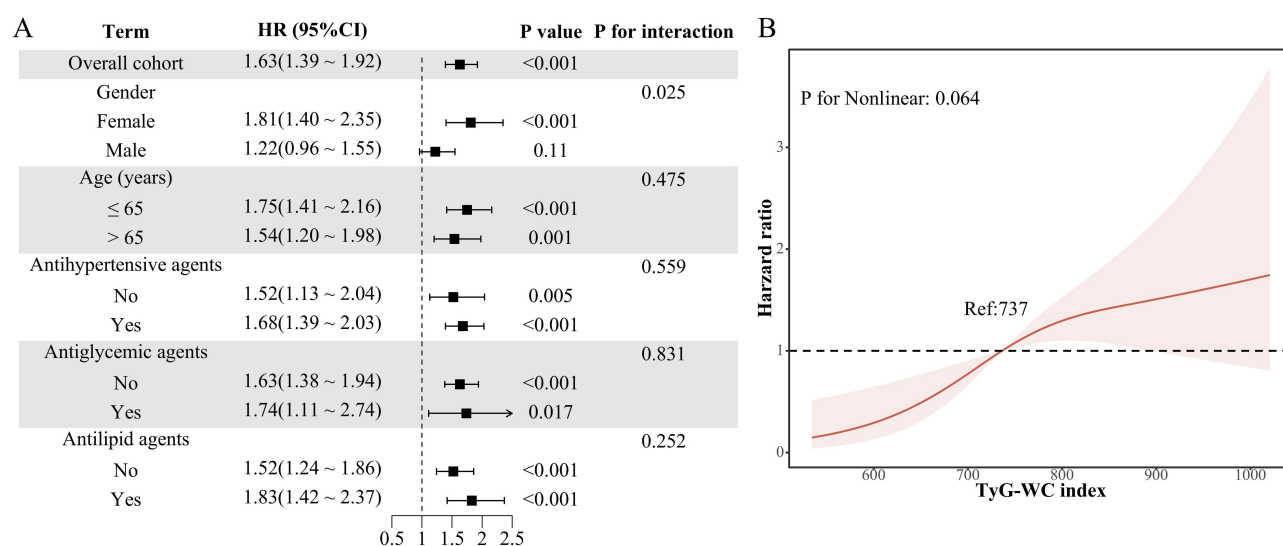 A
Term HR (95%CI) P value P for interaction
Overall cohort 1.63(1.39 ~ 1.92) <0.001
Gender 0.025
Female 1.81(1.40 ~ 2.35) <0.001
Male 1.22(0.96 ~ 1.55) 0.11
Age (years) 0.475
≤ 65 1.75(1.41 ~ 2.16) <0.001
> 65 1.54(1.20 ~ 1.98) 0.001
Antihypertensive agents 0.559
No 1.52(1.13 ~ 2.04) 0.005
Yes 1.68(1.39 ~ 2.03) <0.001
Antiglycemic agents 0.831
No 1.63(1.38 ~ 1.94) <0.001
Yes 1.74(1.11 ~ 2.74) 0.017
Antilipid agents 0.252
No 1.52(1.24 ~ 1.86) <0.001
Yes 1.83(1.42 ~ 2.37) <0.001
0.5 1 1.5 2 2.5
B
P for Nonlinear: 0.064
Ref:737
Harzard ratio
3
2
1
0
600 700 800 900 1000
TyG-WC index